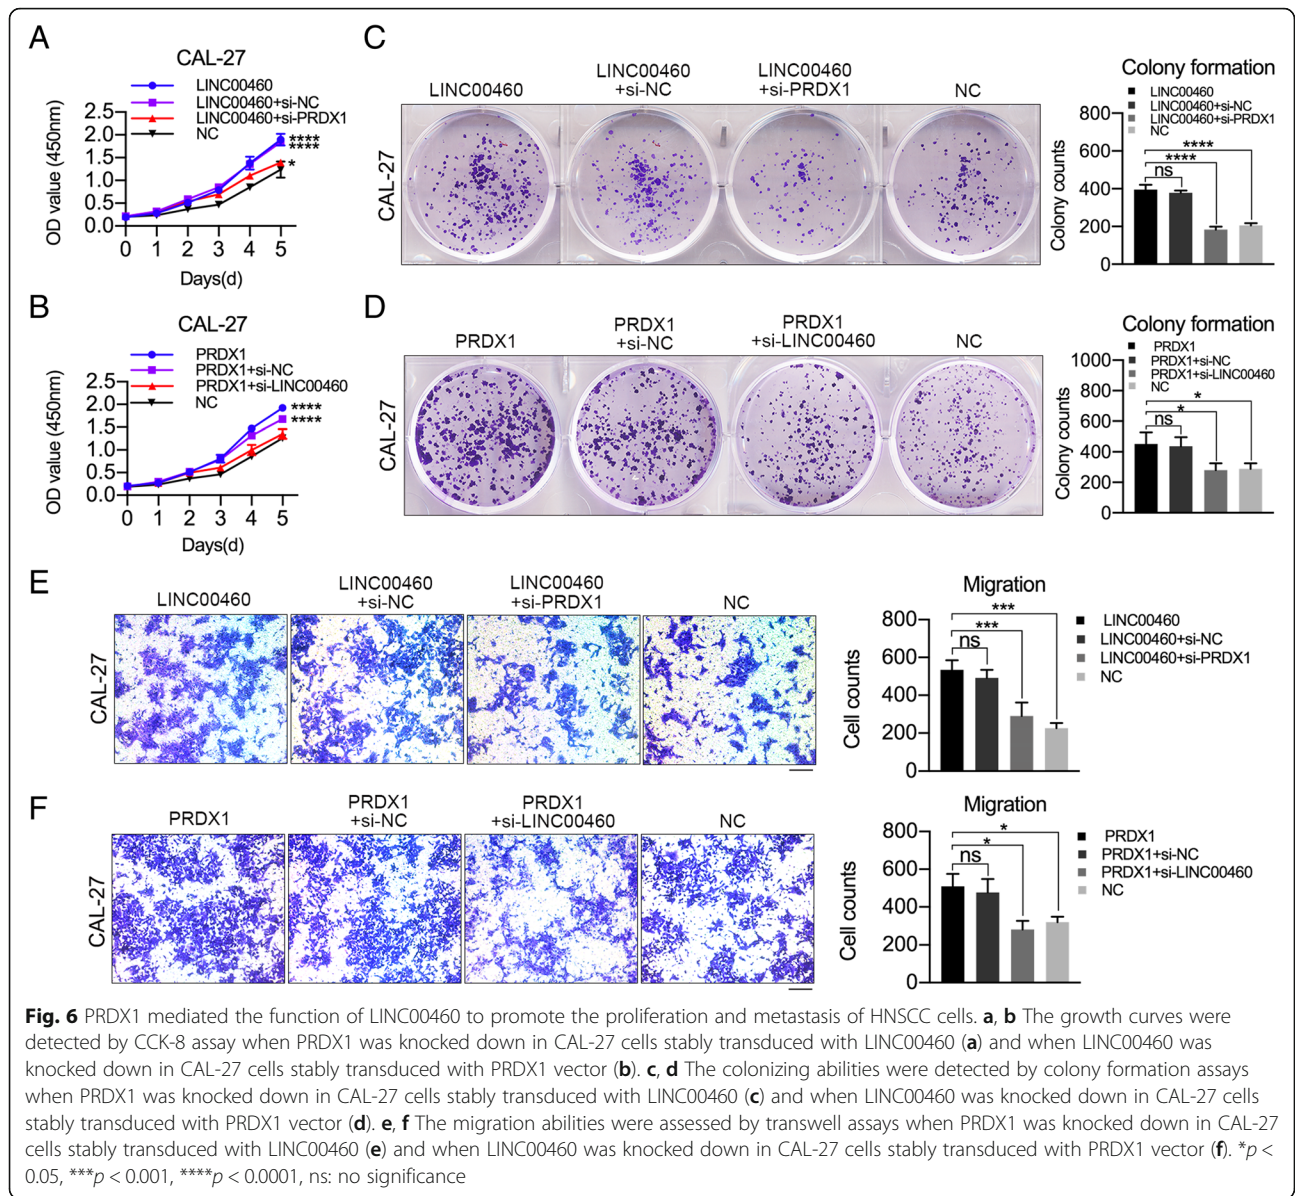 A
CAL-27
LINC00460
LINC00460+si-NC
LINC00460+si-PRDX1
NC
OD value (450nm)
2.5
2.0
1.5
1.0
0.5
0.0
****
****
*
0 1 2 3 4 5
Days(d)
B
CAL-27
PRDX1
PRDX1+si-NC
PRDX1+si-LINC00460
NC
OD value (450nm)
2.5
2.0
1.5
1.0
0.5
0.0
****
****
0 1 2 3 4 5
Days(d)
C
LINC00460
LINC00460
+si-NC
LINC00460
+si-PRDX1
NC
CAL-27
Colony formation
LINC00460
LINC00460+si-NC
LINC00460+si-PRDX1
NC
Colony counts
800
600
400
200
0
****
****
ns
D
PRDX1
PRDX1
+si-NC
PRDX1
+si-LINC00460
NC
CAL-27
Colony formation
PRDX1
PRDX1+si-NC
PRDX1+si-LINC00460
NC
Colony counts
1000
800
600
400
200
0
*
*
ns
E
LINC00460
LINC00460
+si-NC
LINC00460
+si-PRDX1
NC
CAL-27
Migration
LINC00460
LINC00460+si-NC
LINC00460+si-PRDX1
NC
Cell counts
800
600
400
200
0
***
***
ns
F
PRDX1
PRDX1
+si-NC
PRDX1
+si-LINC00460
NC
CAL-27
Migration
PRDX1
PRDX1+si-NC
PRDX1+si-LINC00460
NC
Cell counts
800
600
400
200
0
*
*
ns
Fig. 6 PRDX1 mediated the function of LINC00460 to promote the proliferation and metastasis of HNSCC cells. a, b The growth curves were
detected by CCK-8 assay when PRDX1 was knocked down in CAL-27 cells stably transduced with LINC00460 (a) and when LINC00460 was
knocked down in CAL-27 cells stably transduced with PRDX1 vector (b). c, d The colonizing abilities were detected by colony formation assays
when PRDX1 was knocked down in CAL-27 cells stably transduced with LINC00460 (c) and when LINC00460 was knocked down in CAL-27 cells
stably transduced with PRDX1 vector (d). e, f The migration abilities were assessed by transwell assays when PRDX1 was knocked down in CAL-27
cells stably transduced with LINC00460 (e) and when LINC00460 was knocked down in CAL-27 cells stably transduced with PRDX1 vector (f). *p <
0.05, ***p < 0.001, ****p < 0.0001, ns: no significance